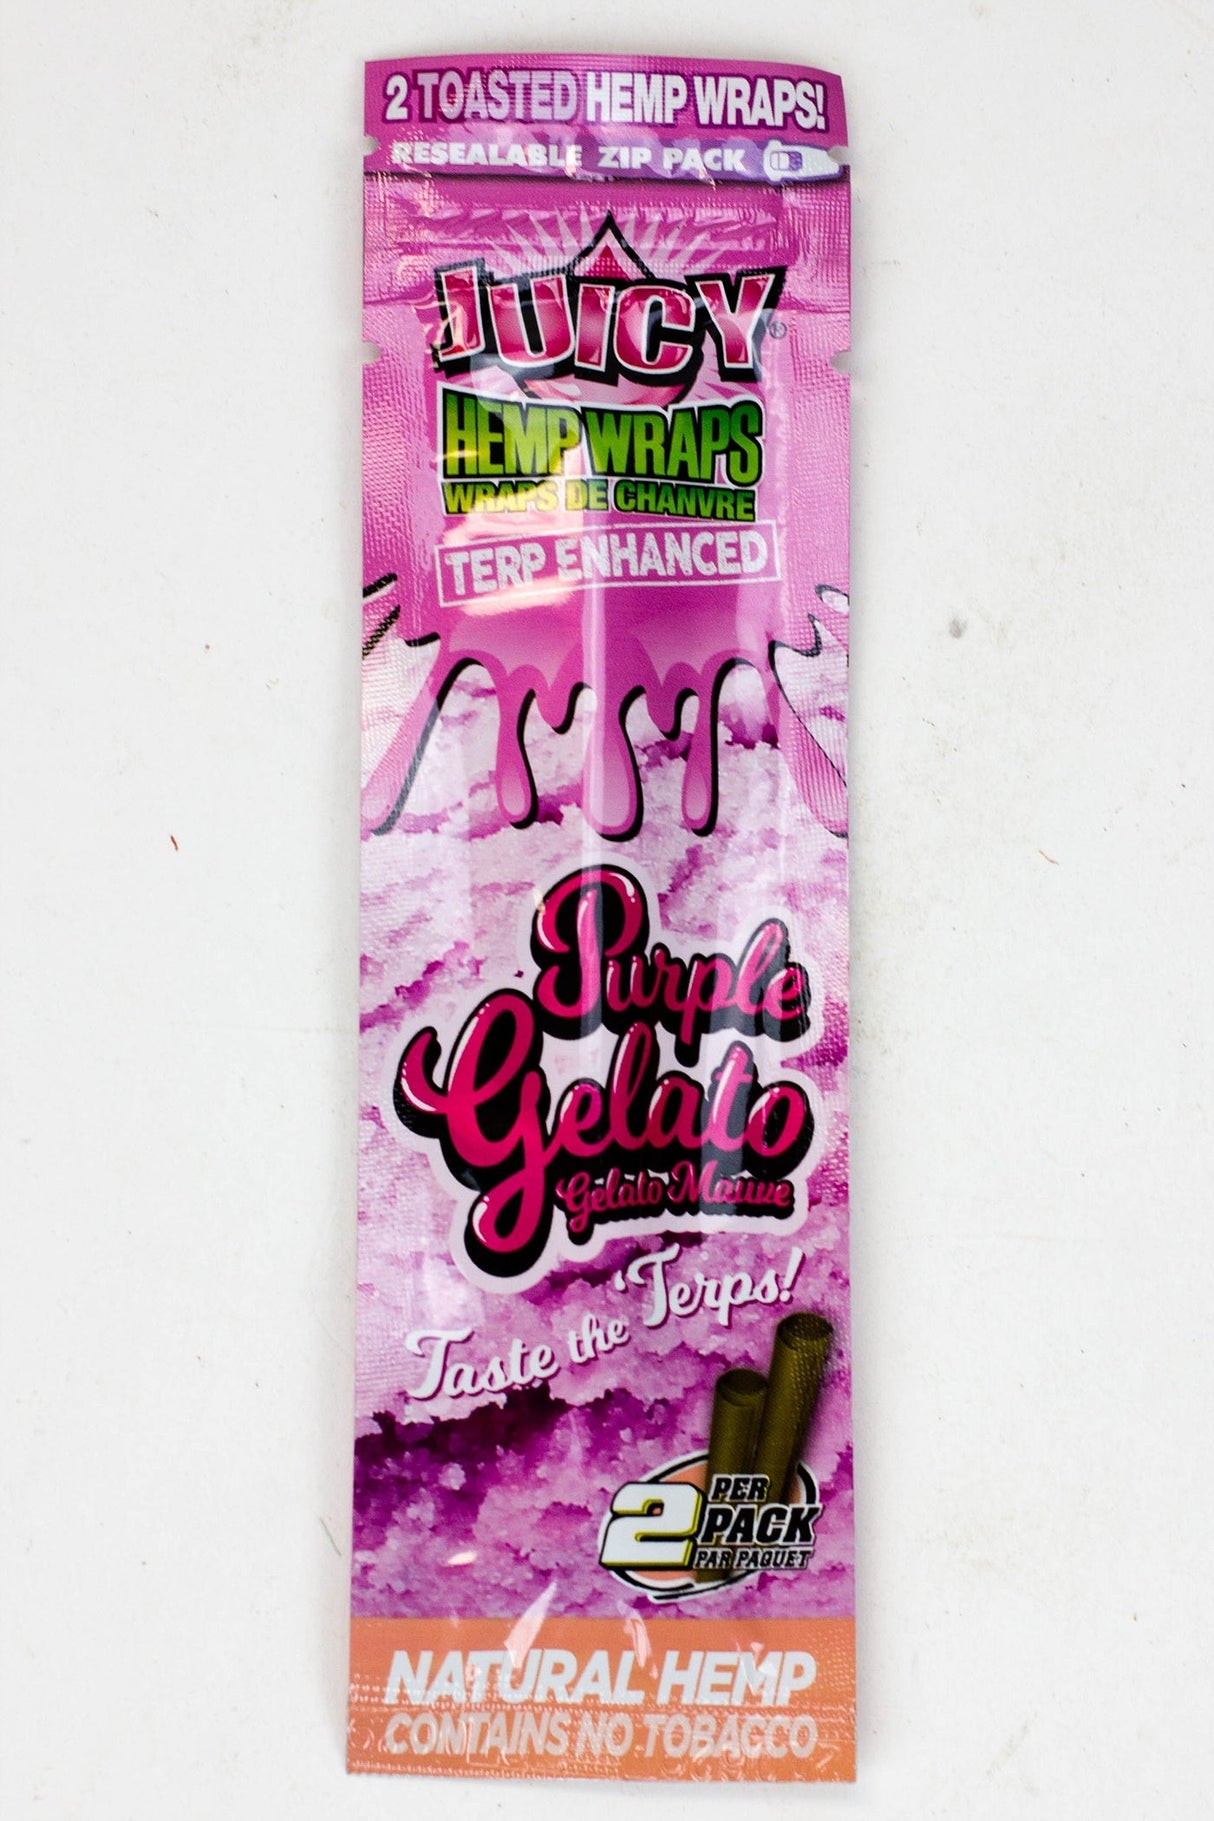 2 TOASTED HEMP WRAPS!
RESEALABLE ZIP PACK
JUICY®
HEMP WRAPS
WRAPS DE CHANVRE
TERP ENHANCED
Purple
Gelato
Gelato Mauve
Taste the 'Terps!
2 PER
PACK
PAR PAQUET
NATURAL HEMP
CONTAINS NO TOBACCO